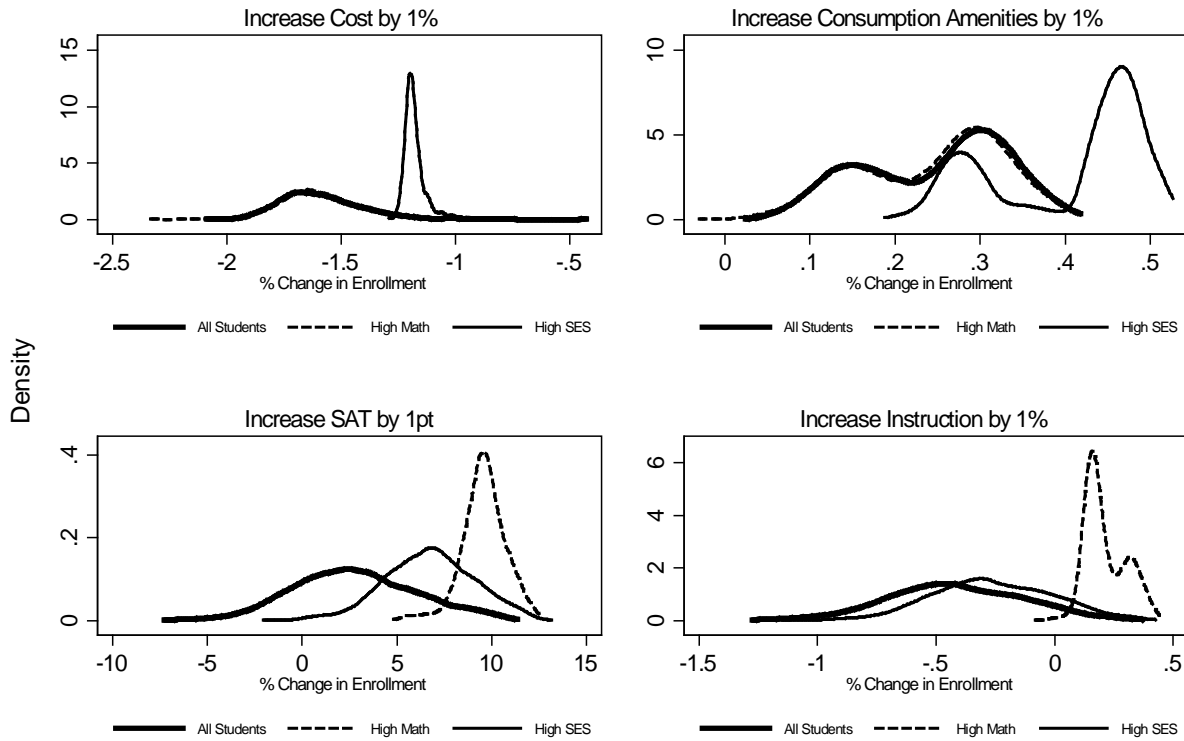 Increase Cost by 1%
15
10
5
0
-2.5 -2 -1.5 -1 -.5
% Change in Enrollment
All Students High Math High SES
Increase Consumption Amenities by 1%
10
5
0
0 .1 .2 .3 .4 .5
% Change in Enrollment
All Students High Math High SES
Density
Increase SAT by 1pt
.4
.2
0
-10 -5 0 5 10 15
% Change in Enrollment
All Students High Math High SES
Increase Instruction by 1%
6
4
2
0
-1.5 -1 -.5 0 .5
% Change in Enrollment
All Students High Math High SES